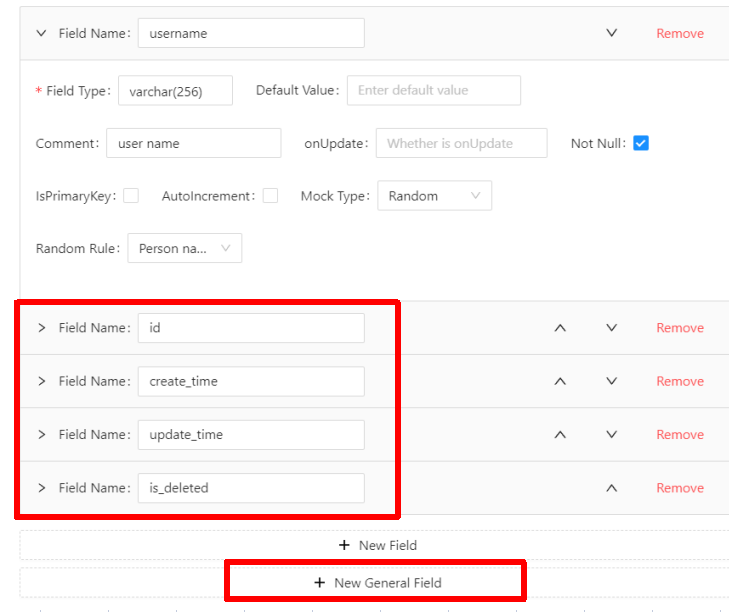 Field Name: username Remove
* Field Type: varchar(256) Default Value: Enter default value
Comment: user name onUpdate: Whether is onUpdate Not Null:
IsPrimaryKey: AutoIncrement: Mock Type: Random
Random Rule: Person na...
Field Name: id Remove
Field Name: create_time Remove
Field Name: update_time Remove
Field Name: is_deleted Remove
+ New Field
+ New General Field